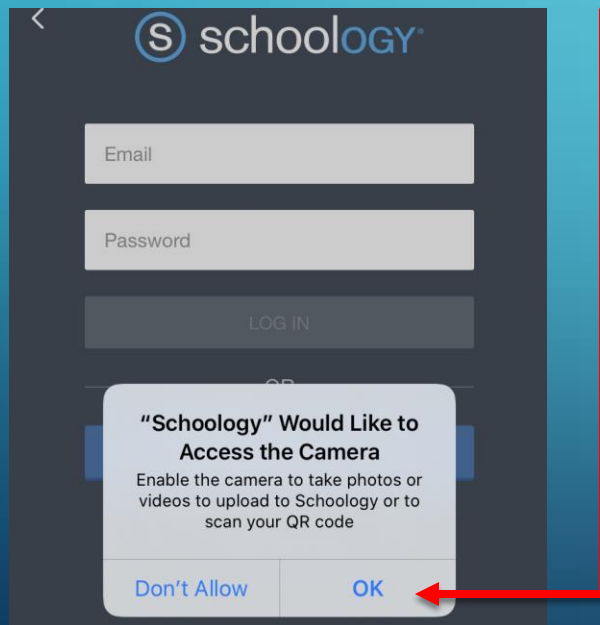 S schoology
Email
Password
LOG IN
OR
"Schoology" Would Like to
Access the Camera
Enable the camera to take photos or
videos to upload to Schoology or to
scan your QR code
Don't Allow OK